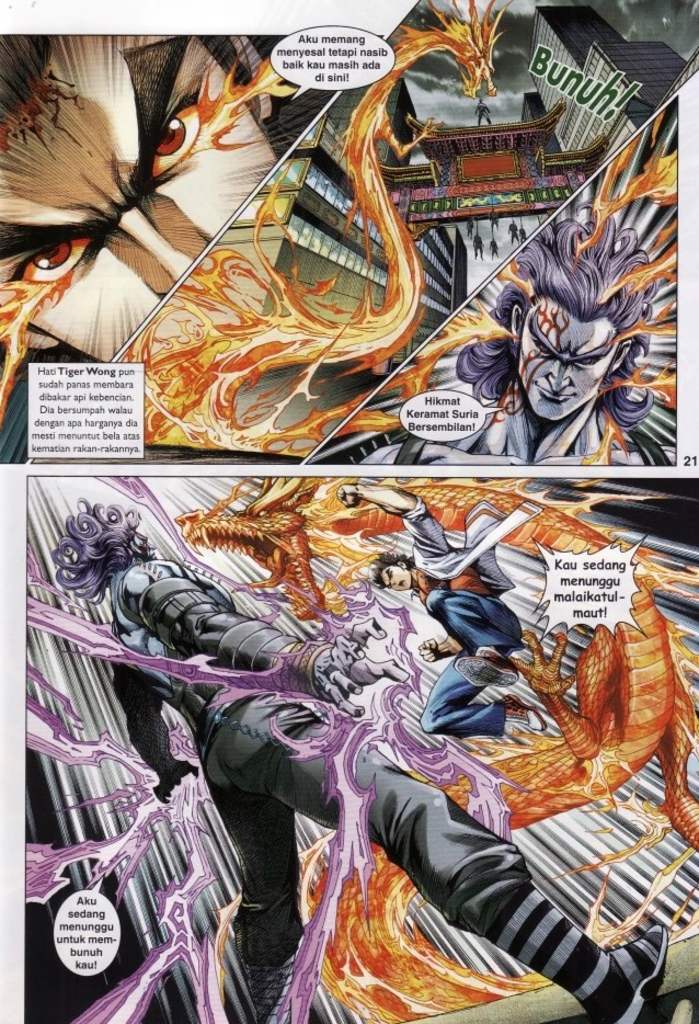 Aku memang
menyesal tetapi nasib
baik kau masih ada
di sini!
Bunuh!
Hati Tiger Wong pun
sudah panas membara
dibakar api kebencian.
Dia bersumpah walau
dengan apa harganya dia
mesti menuntut bela atas
kematian rakan-rakannya.
Hikmat
Keramat Suria
Bersembilan!
21
Kau sedang
menunggu
malaikatul-
maut!
Aku
sedang
menunggu
untuk mem-
bunuh
kau!